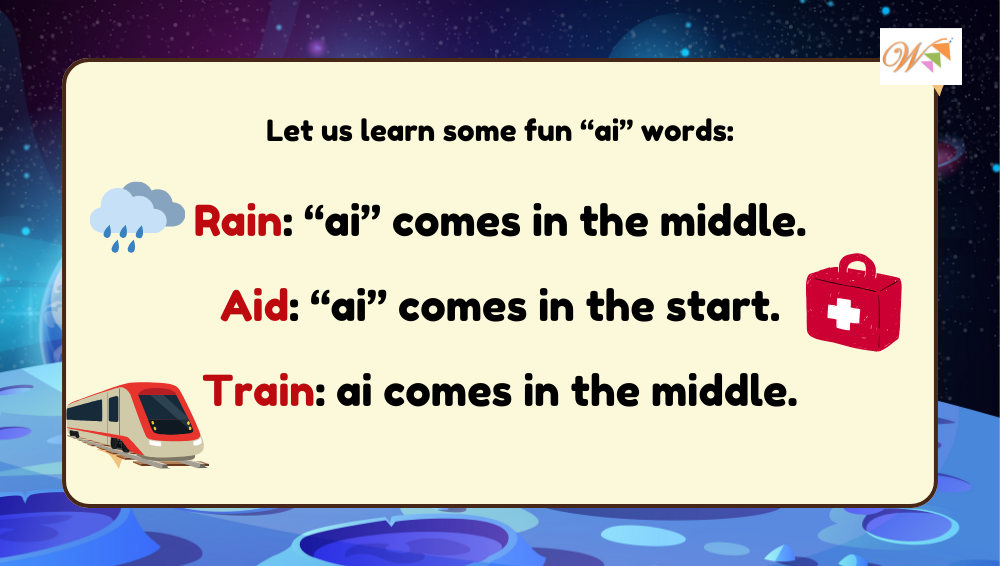 Let us learn some fun “ai” words:
Rain: “ai” comes in the middle.
Aid: “ai” comes in the start.
Train: ai comes in the middle.
W